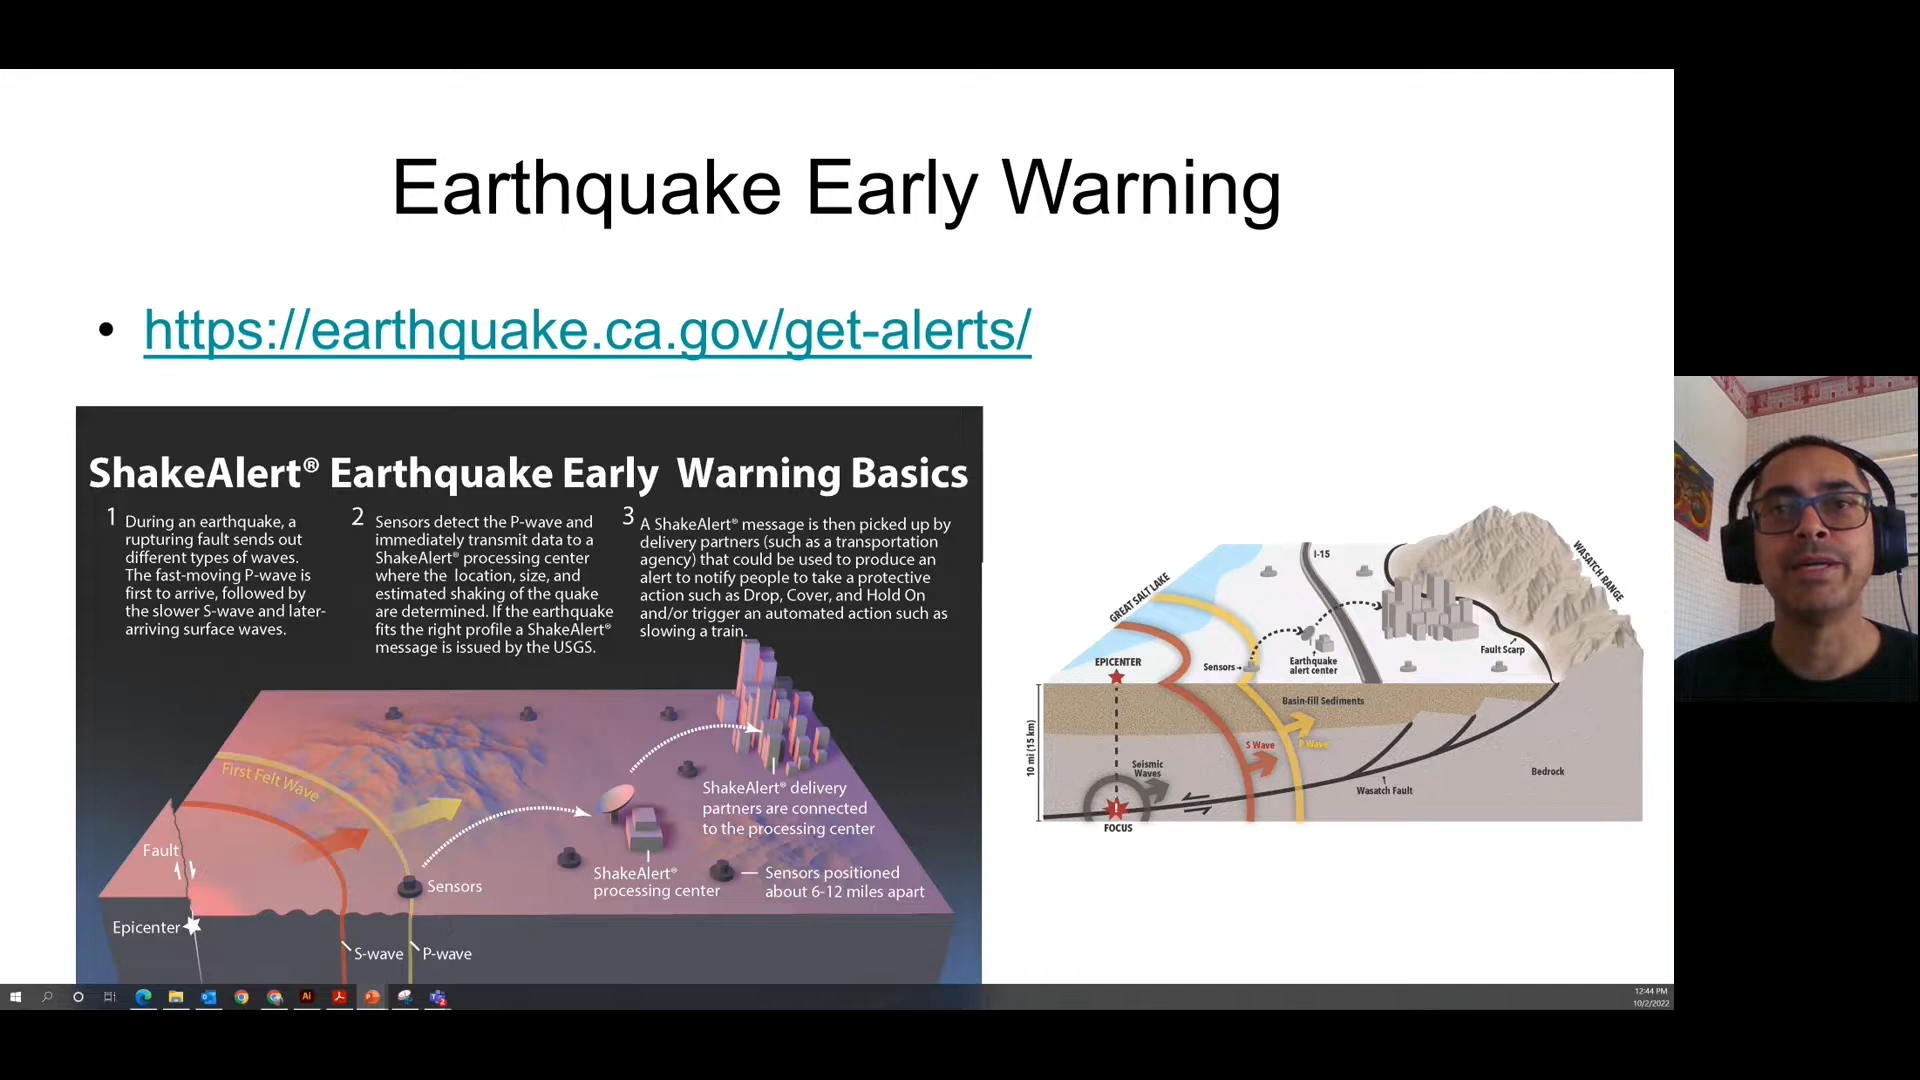 Earthquake Early Warning
• https://earthquake.ca.gov/get-alerts/
ShakeAlert® Earthquake Early Warning Basics
1 During an earthquake, a
rupturing fault sends out
different types of waves.
The fast-moving P-wave is
first to arrive, followed by
the slower S-wave and later-
arriving surface waves.
2 Sensors detect the P-wave and
immediately transmit data to a
ShakeAlert® processing center
where the location, size, and
estimated shaking of the quake
are determined. If the earthquake
fits the right profile a ShakeAlert®
message is issued by the USGS.
3 A ShakeAlert® message is then picked up by
delivery partners (such as a transportation
agency) that could be used to produce an
alert to notify people to take a protective
action such as Drop, Cover, and Hold On
and/or trigger an automated action such as
slowing a train.
First Felt Wave
Fault
Epicenter
Sensors
S-wave
P-wave
ShakeAlert®
processing center
ShakeAlert® delivery
partners are connected
to the processing center
Sensors positioned
about 6-12 miles apart
GREAT SALT LAKE
I-15
WASATCH RANGE
EPICENTER
Sensors
Earthquake
alert center
Fault Scarp
Basin-fill Sediments
10 mi (15 km)
S Wave
P Wave
Seismic
Waves
Bedrock
Wasatch Fault
FOCUS
Ai
12:44 PM
10/2/2022